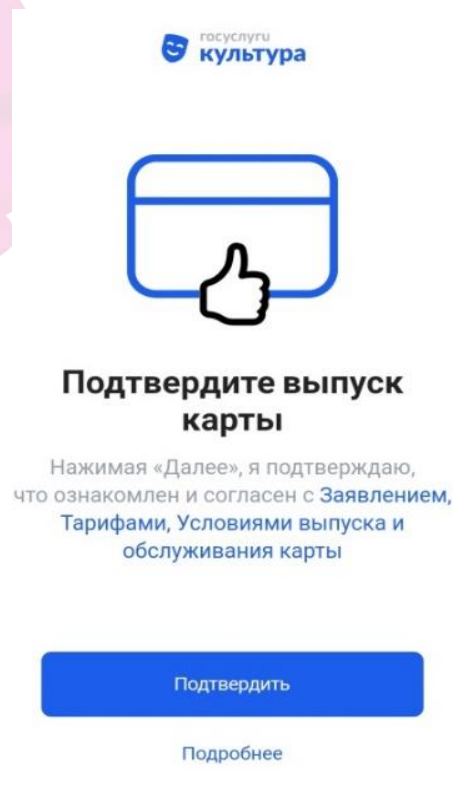 госуслуги
культура
Подтвердите выпуск
карты
Нажимая «Далее», я подтверждаю,
что ознакомлен и согласен с Заявлением,
Тарифами, Условиями выпуска и
обслуживания карты
Подтвердить
Подробнее